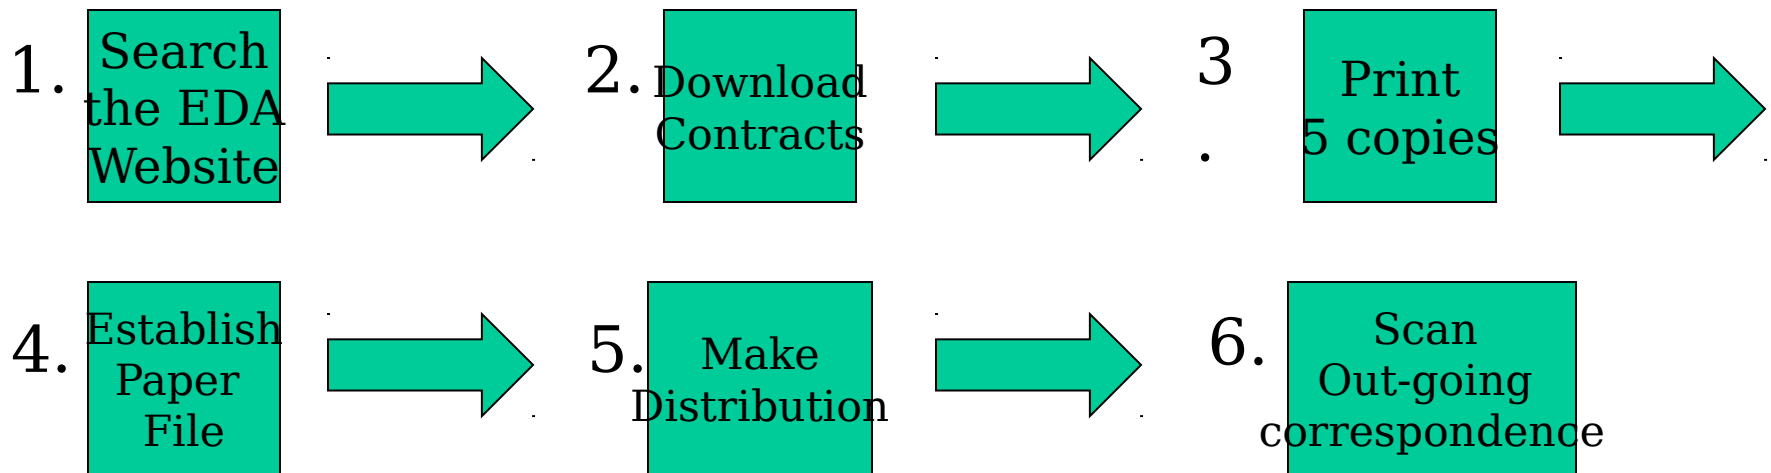 1.
Search
the EDA
Website
2.
Download
Contracts
3
.
Print
5 copies
4.
Establish
Paper
File
5.
Make
Distribution
6.
Scan
Out-going
correspondence